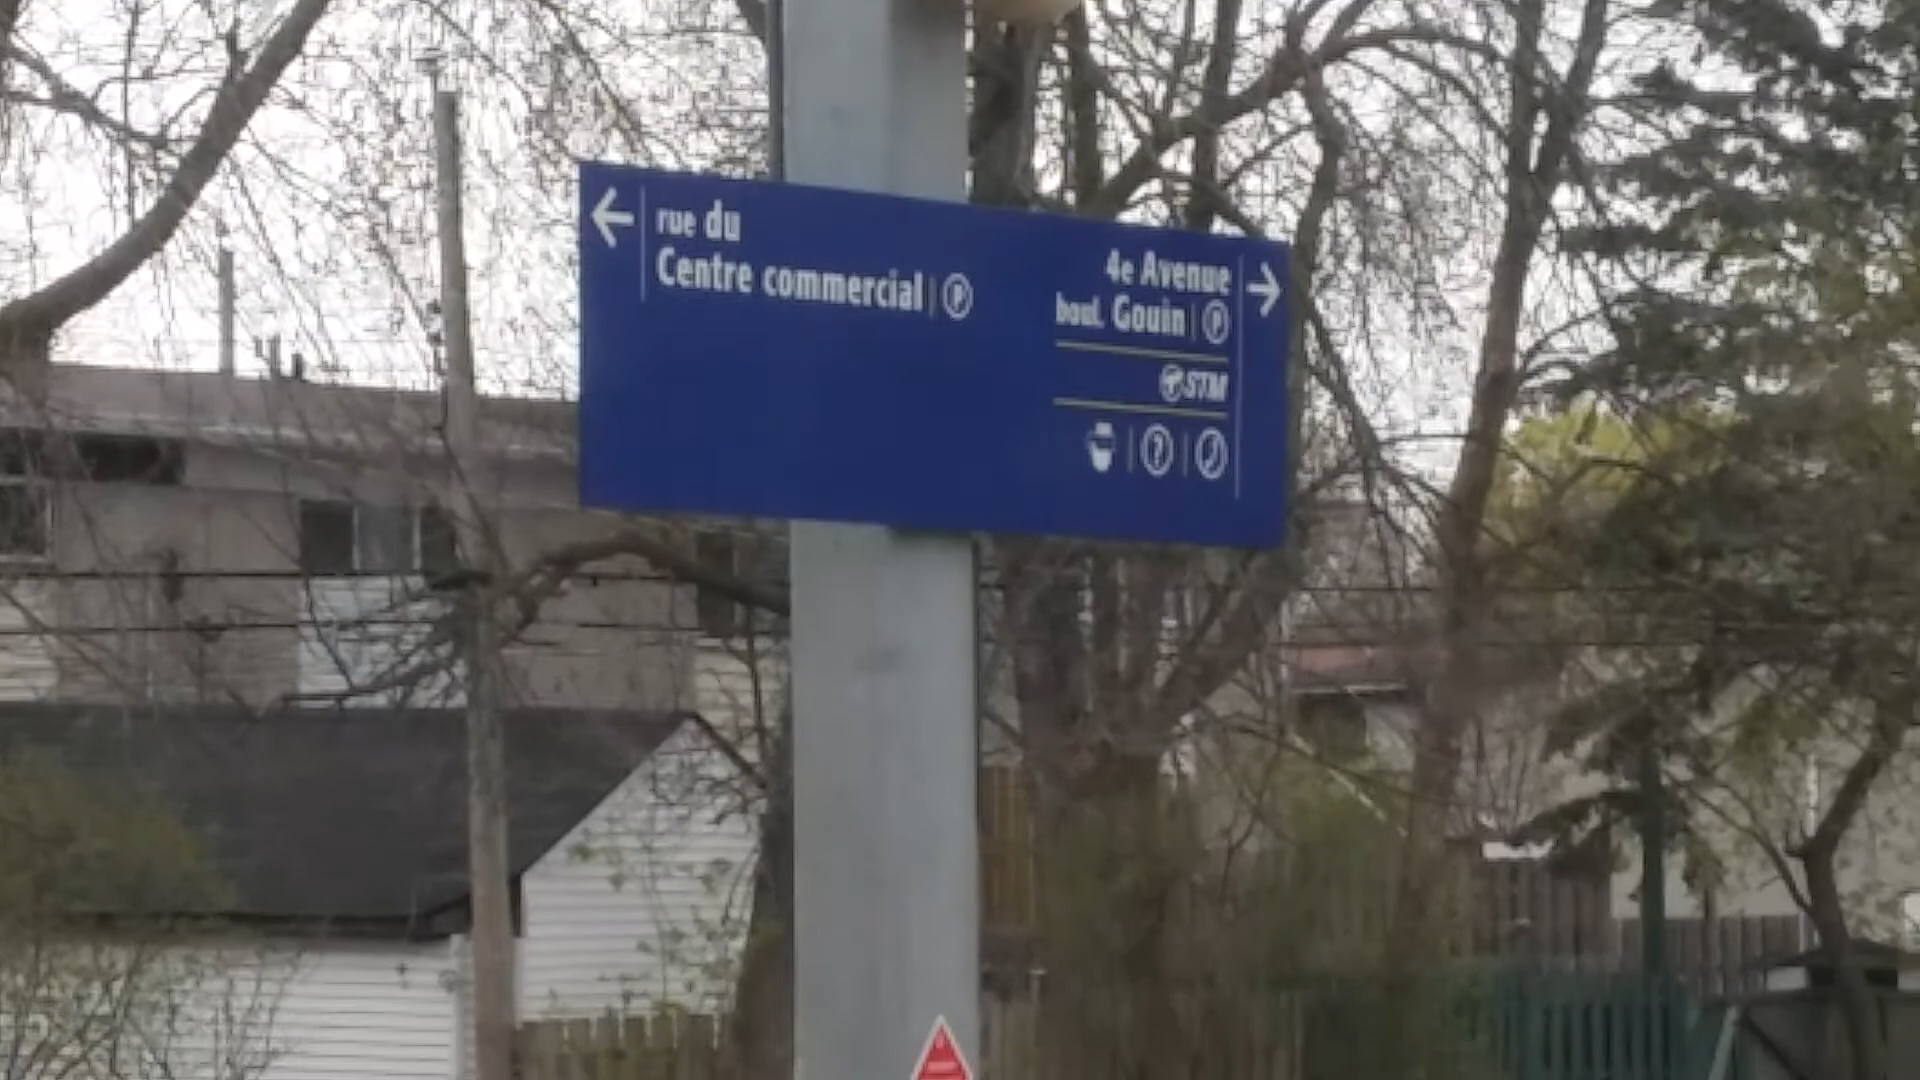 rue du
Centre commercial | P
4e Avenue
boul. Gouin | P
STM
?